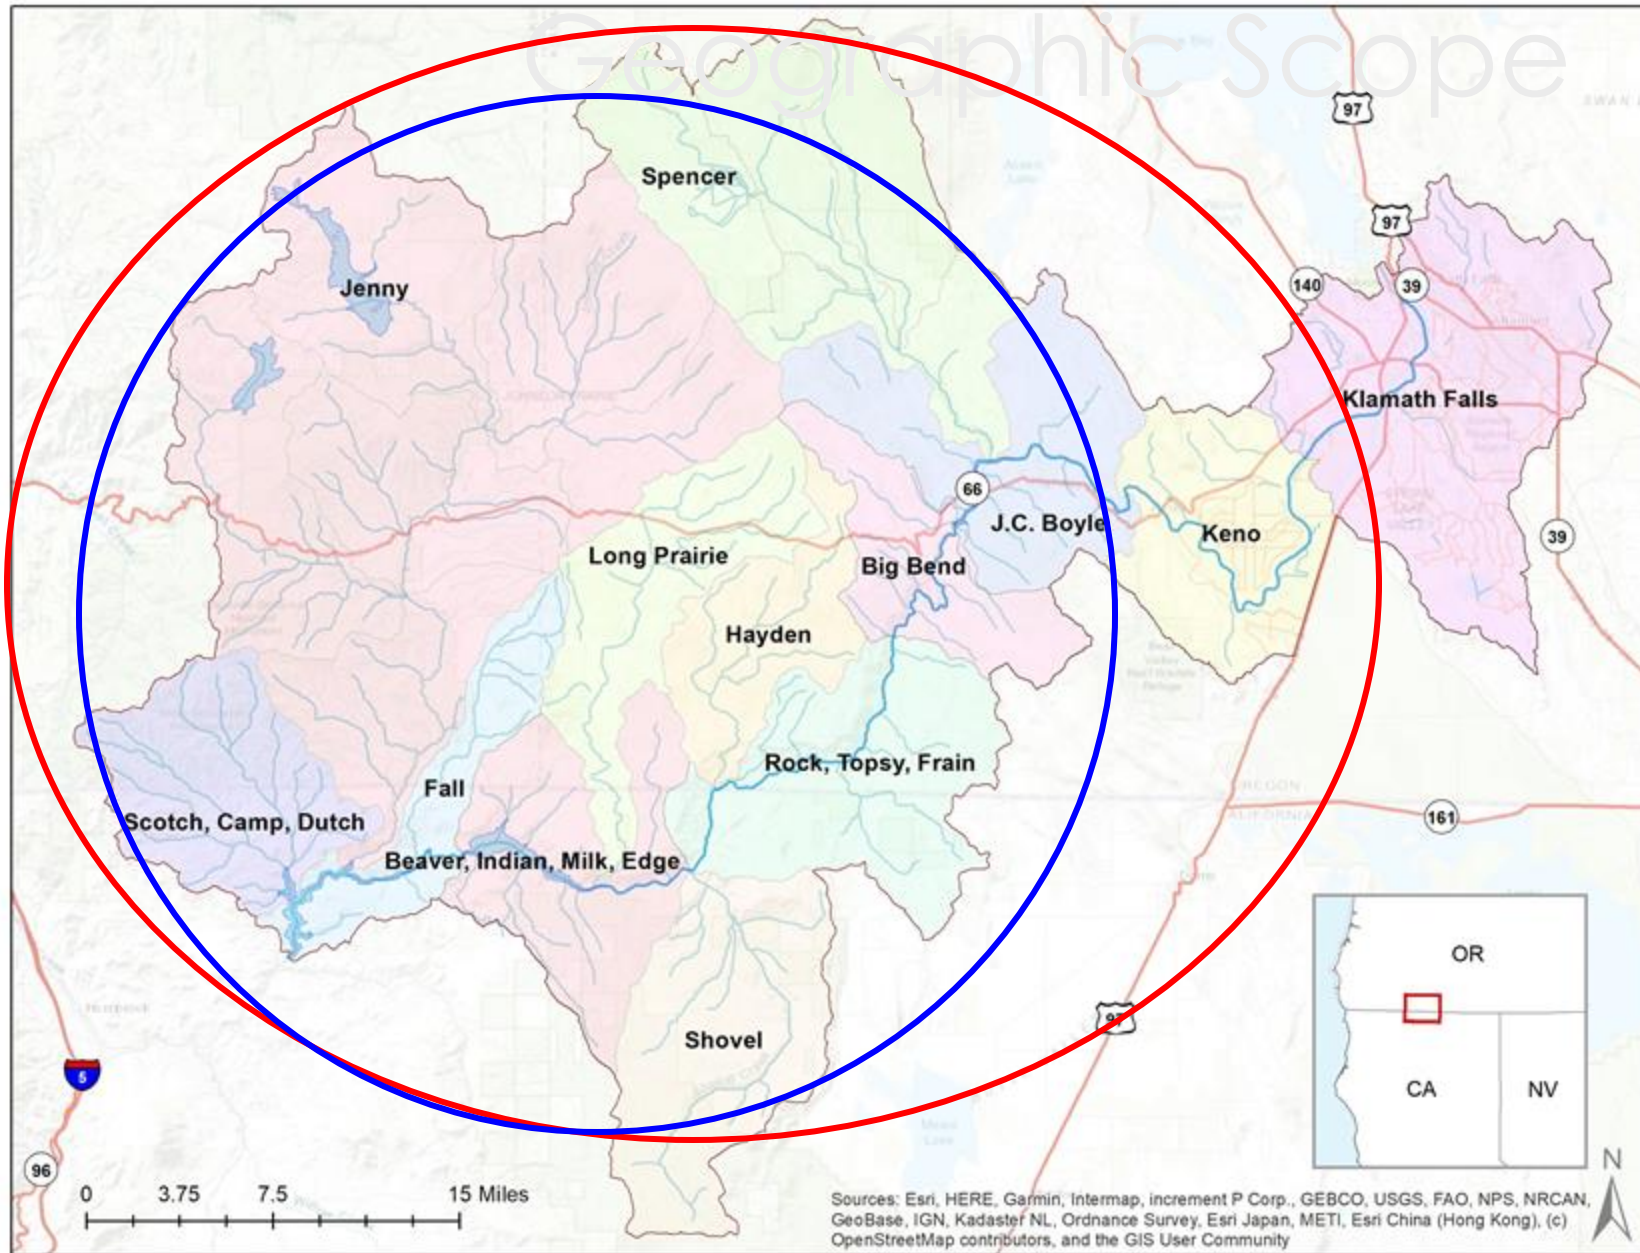 Geographic Scope
97
Spencer
97
Jenny
140
39
Klamath Falls
66
J.C. Boyle
Keno
39
Long Prairie
Big Bend
Hayden
Rock, Topsy, Frain
Fall
OREGON
CALIFORNIA
161
Scotch, Camp, Dutch
Beaver, Indian, Milk, Edge
OR
97
Shovel
5
CA
NV
96
N
0 3.75 7.5 15 Miles
Sources: Esri, HERE, Garmin, Intermap, increment P Corp., GEBCO, USGS, FAO, NPS, NRCAN,
GeoBase, IGN, Kadaster NL, Ordnance Survey, Esri Japan, METI, Esri China (Hong Kong), (c)
OpenStreetMap contributors, and the GIS User Community